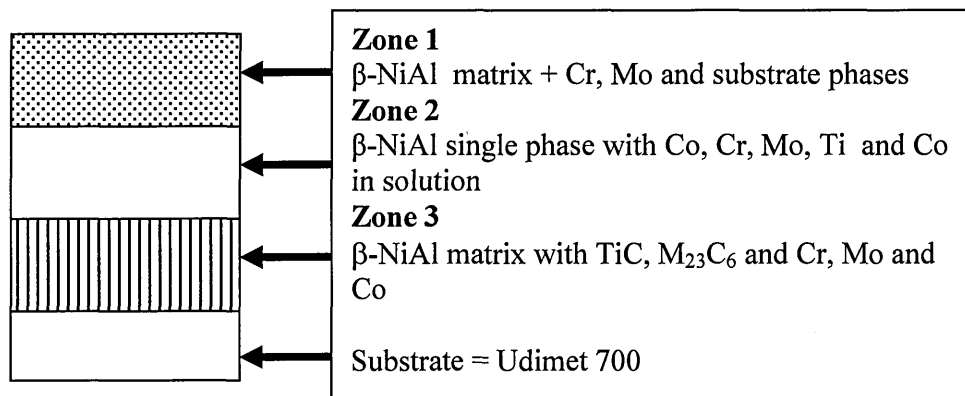 Zone 1
β-NiAl matrix + Cr, Mo and substrate phases
Zone 2
β-NiAl single phase with Co, Cr, Mo, Ti and Co
in solution
Zone 3
β-NiAl matrix with TiC, M₂₃C₆ and Cr, Mo and
Co
Substrate = Udimet 700